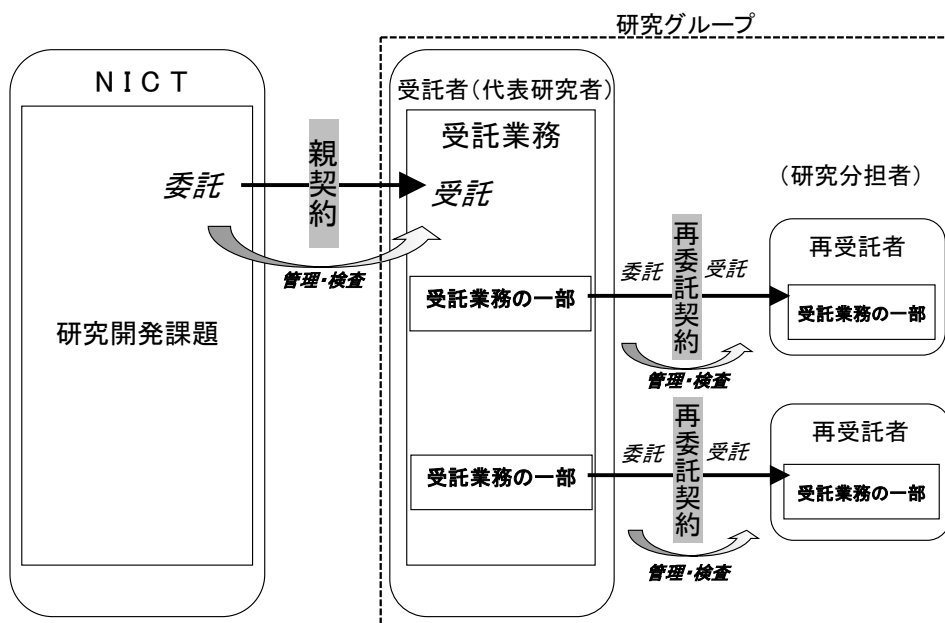 研究グループ
ＮＩＣＴ
研究開発課題
委託
親契約
管理・検査
受託者(代表研究者)
受託業務
受託
受託業務の一部
委託
再委託契約
受託
管理・検査
(研究分担者)
再受託者
受託業務の一部
受託業務の一部
委託
再委託契約
受託
管理・検査
再受託者
受託業務の一部